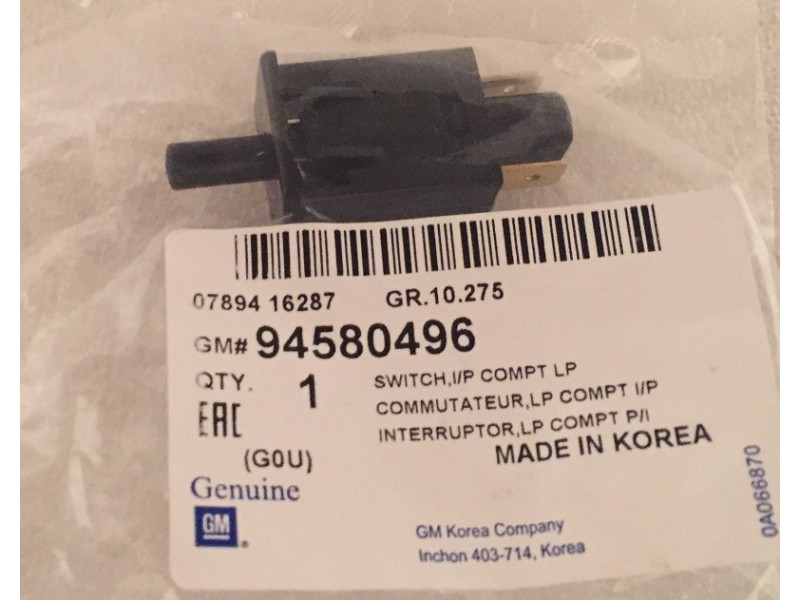 07894 16287 GR.10.275
GM# 94580496
QTY. 1
SWITCH,I/P COMPT LP
COMMUTATEUR,LP COMPT I/P
INTERRUPTOR,LP COMPT P/I
EAC
MADE IN KOREA
(G0U)
Genuine
GM
GM Korea Company
Inchon 403-714, Korea
0A066870